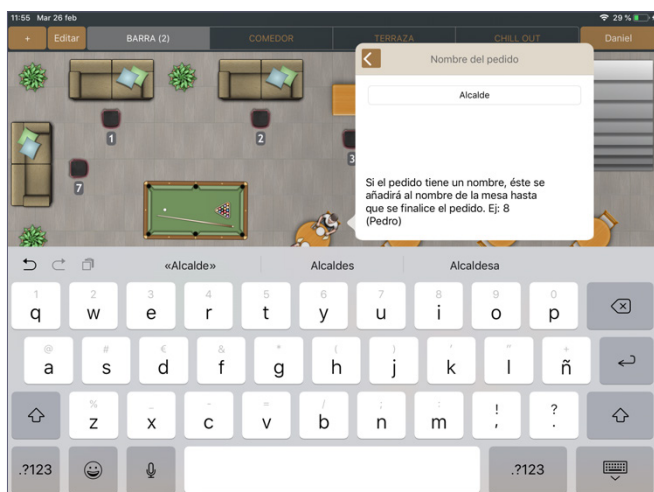 11:55 Mar 26 feb 29 %
+ Editar BARRA (2) COMEDOR TERRAZA CHILL OUT Daniel
Nombre del pedido
Alcalde
1
2
3
7
Si el pedido tiene un nombre, éste se
añadirá al nombre de la mesa hasta
que se finalice el pedido. Ej: 8
(Pedro)
«Alcalde» Alcaldes Alcaldesa
1 2 3 4 5 6 7 8 9 0
q w e r t y u i o p
@ # € & * ( ) ' " +
a s d f g h j k l ñ
% _ - = / ; : ! ?
z x c v b n m , .
.?123 .?123